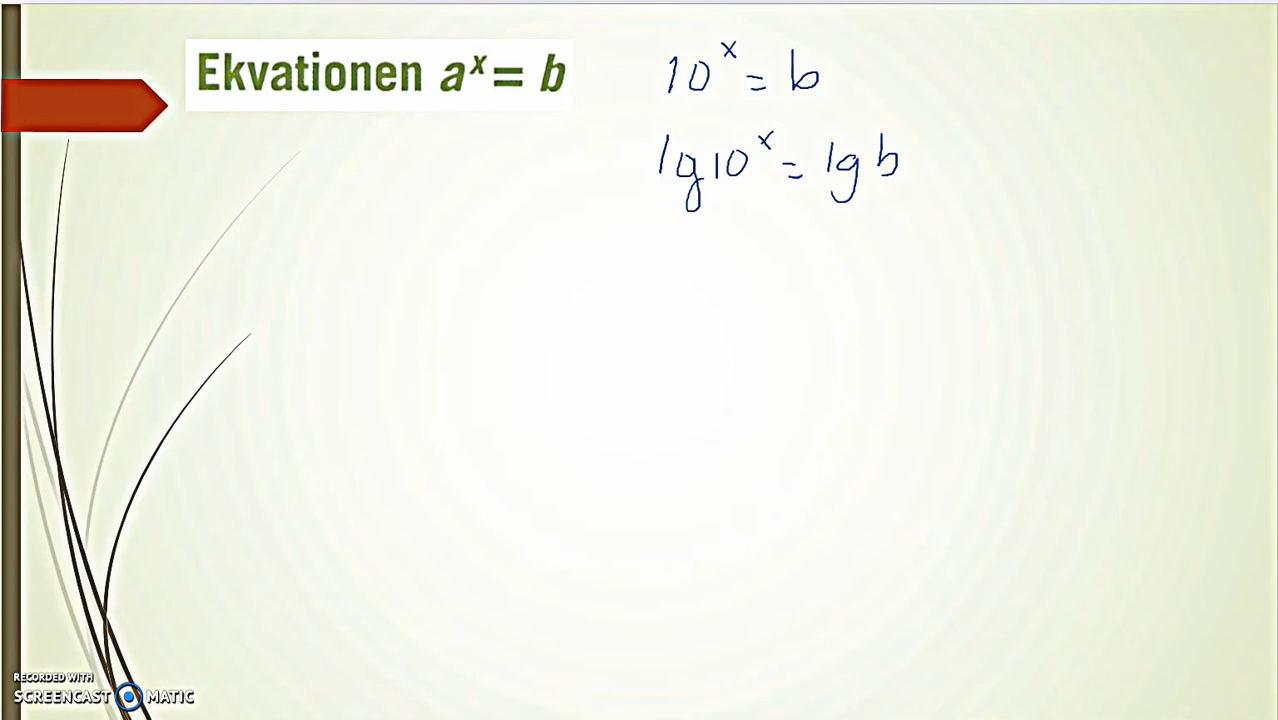 Ekvationen aˣ = b
10ˣ = b
lg10ˣ = lg b
RECORDED WITH
SCREENCAST MATIC